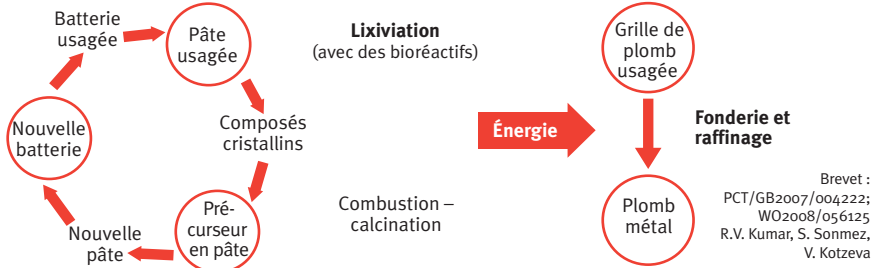 Batterie
usagée
Pâte
usagée
Lixiviation
(avec des bioréactifs)
Composés
cristallins
Nouvelle
batterie
Combustion –
calcination
Pré-
curseur
en pâte
Nouvelle
pâte
Énergie
Grille de
plomb
usagée
Fonderie et
raffinage
Plomb
métal
Brevet :
PCT/GB2007/004222;
WO2008/056125
R.V. Kumar, S. Sonmez,
V. Kotzeva